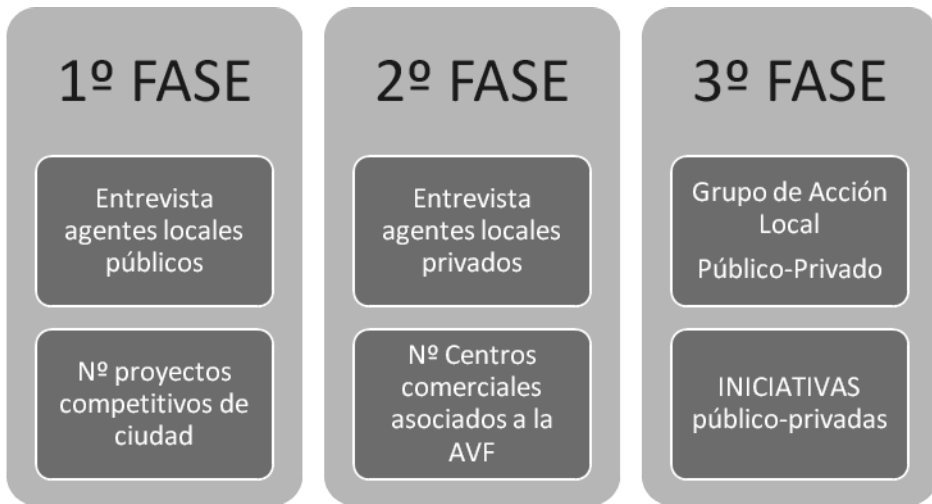 1º FASE
Entrevista
agentes locales
públicos
Nº proyectos
competitivos de
ciudad
2º FASE
Entrevista
agentes locales
privados
Nº Centros
comerciales
asociados a la
AVF
3º FASE
Grupo de Acción
Local
Público-Privado
INICIATIVAS
público-privadas